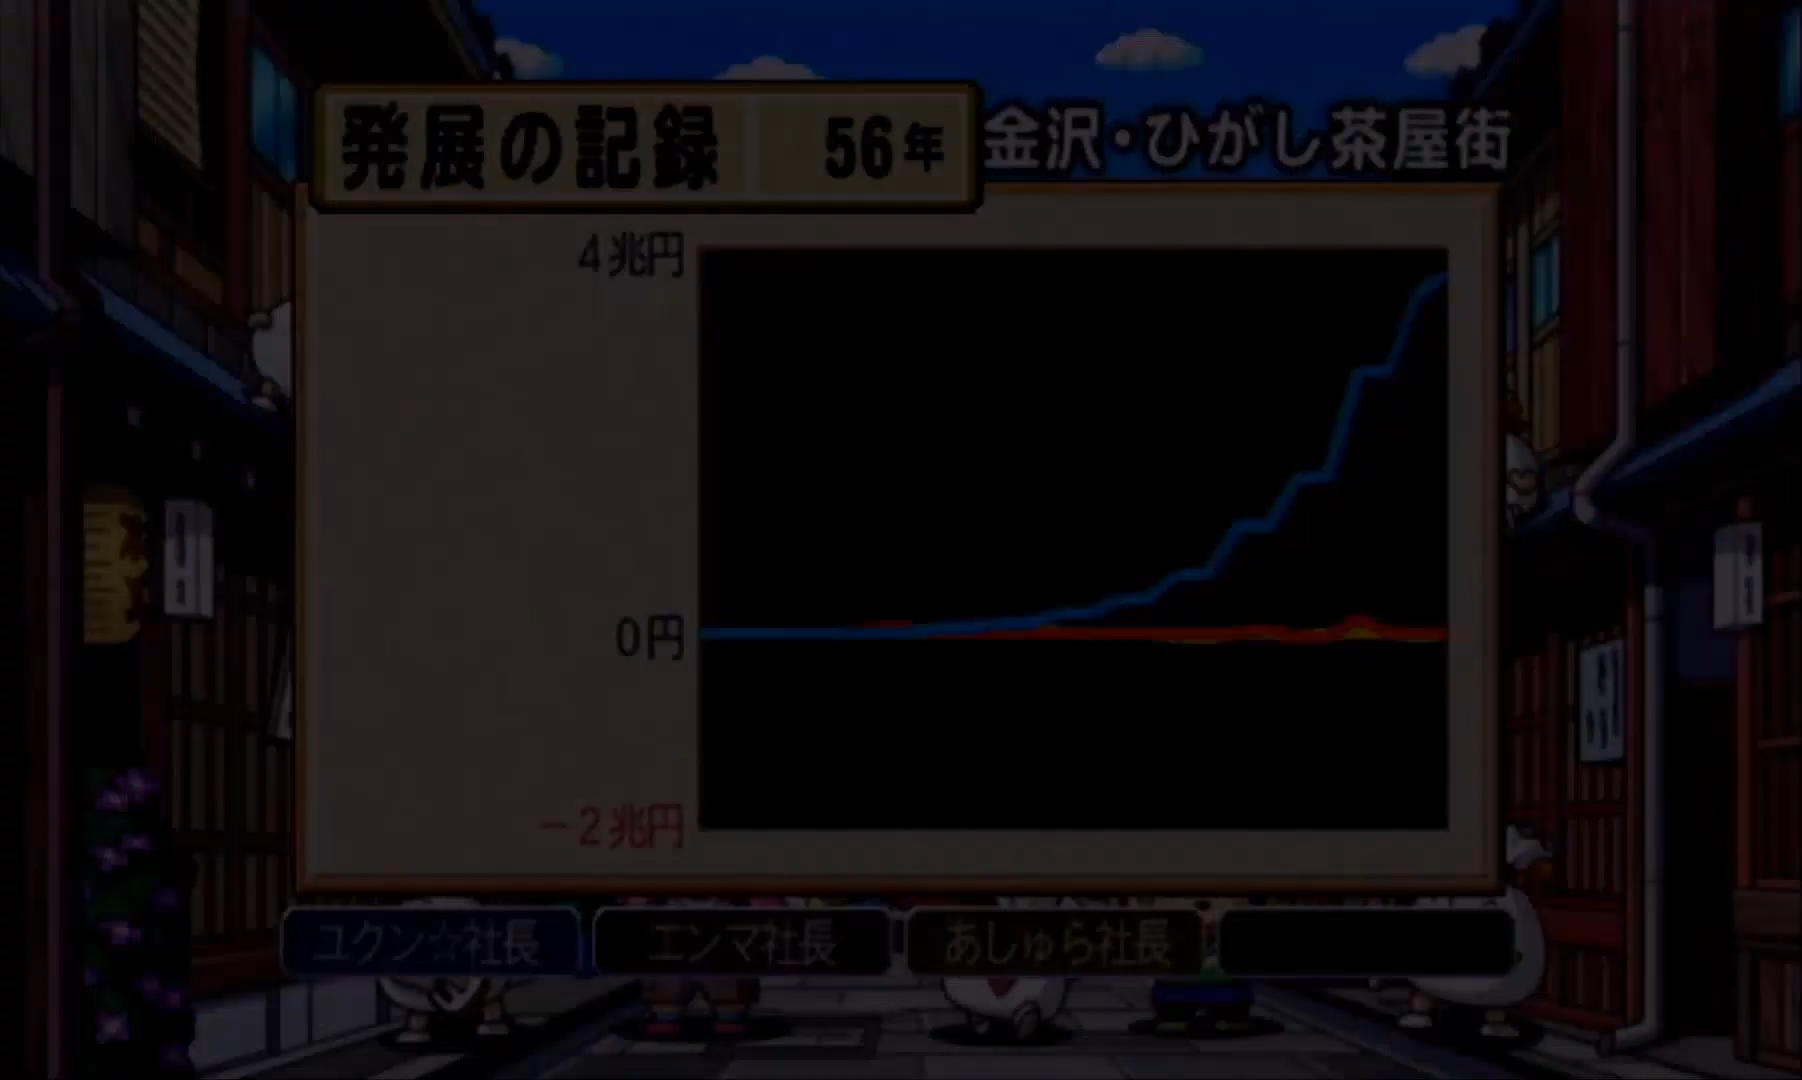 発展の記録 56年
金沢・ひがし茶屋街
4兆円
0円
-2兆円
ユクン☆社長 エンマ社長 あしゅら社長